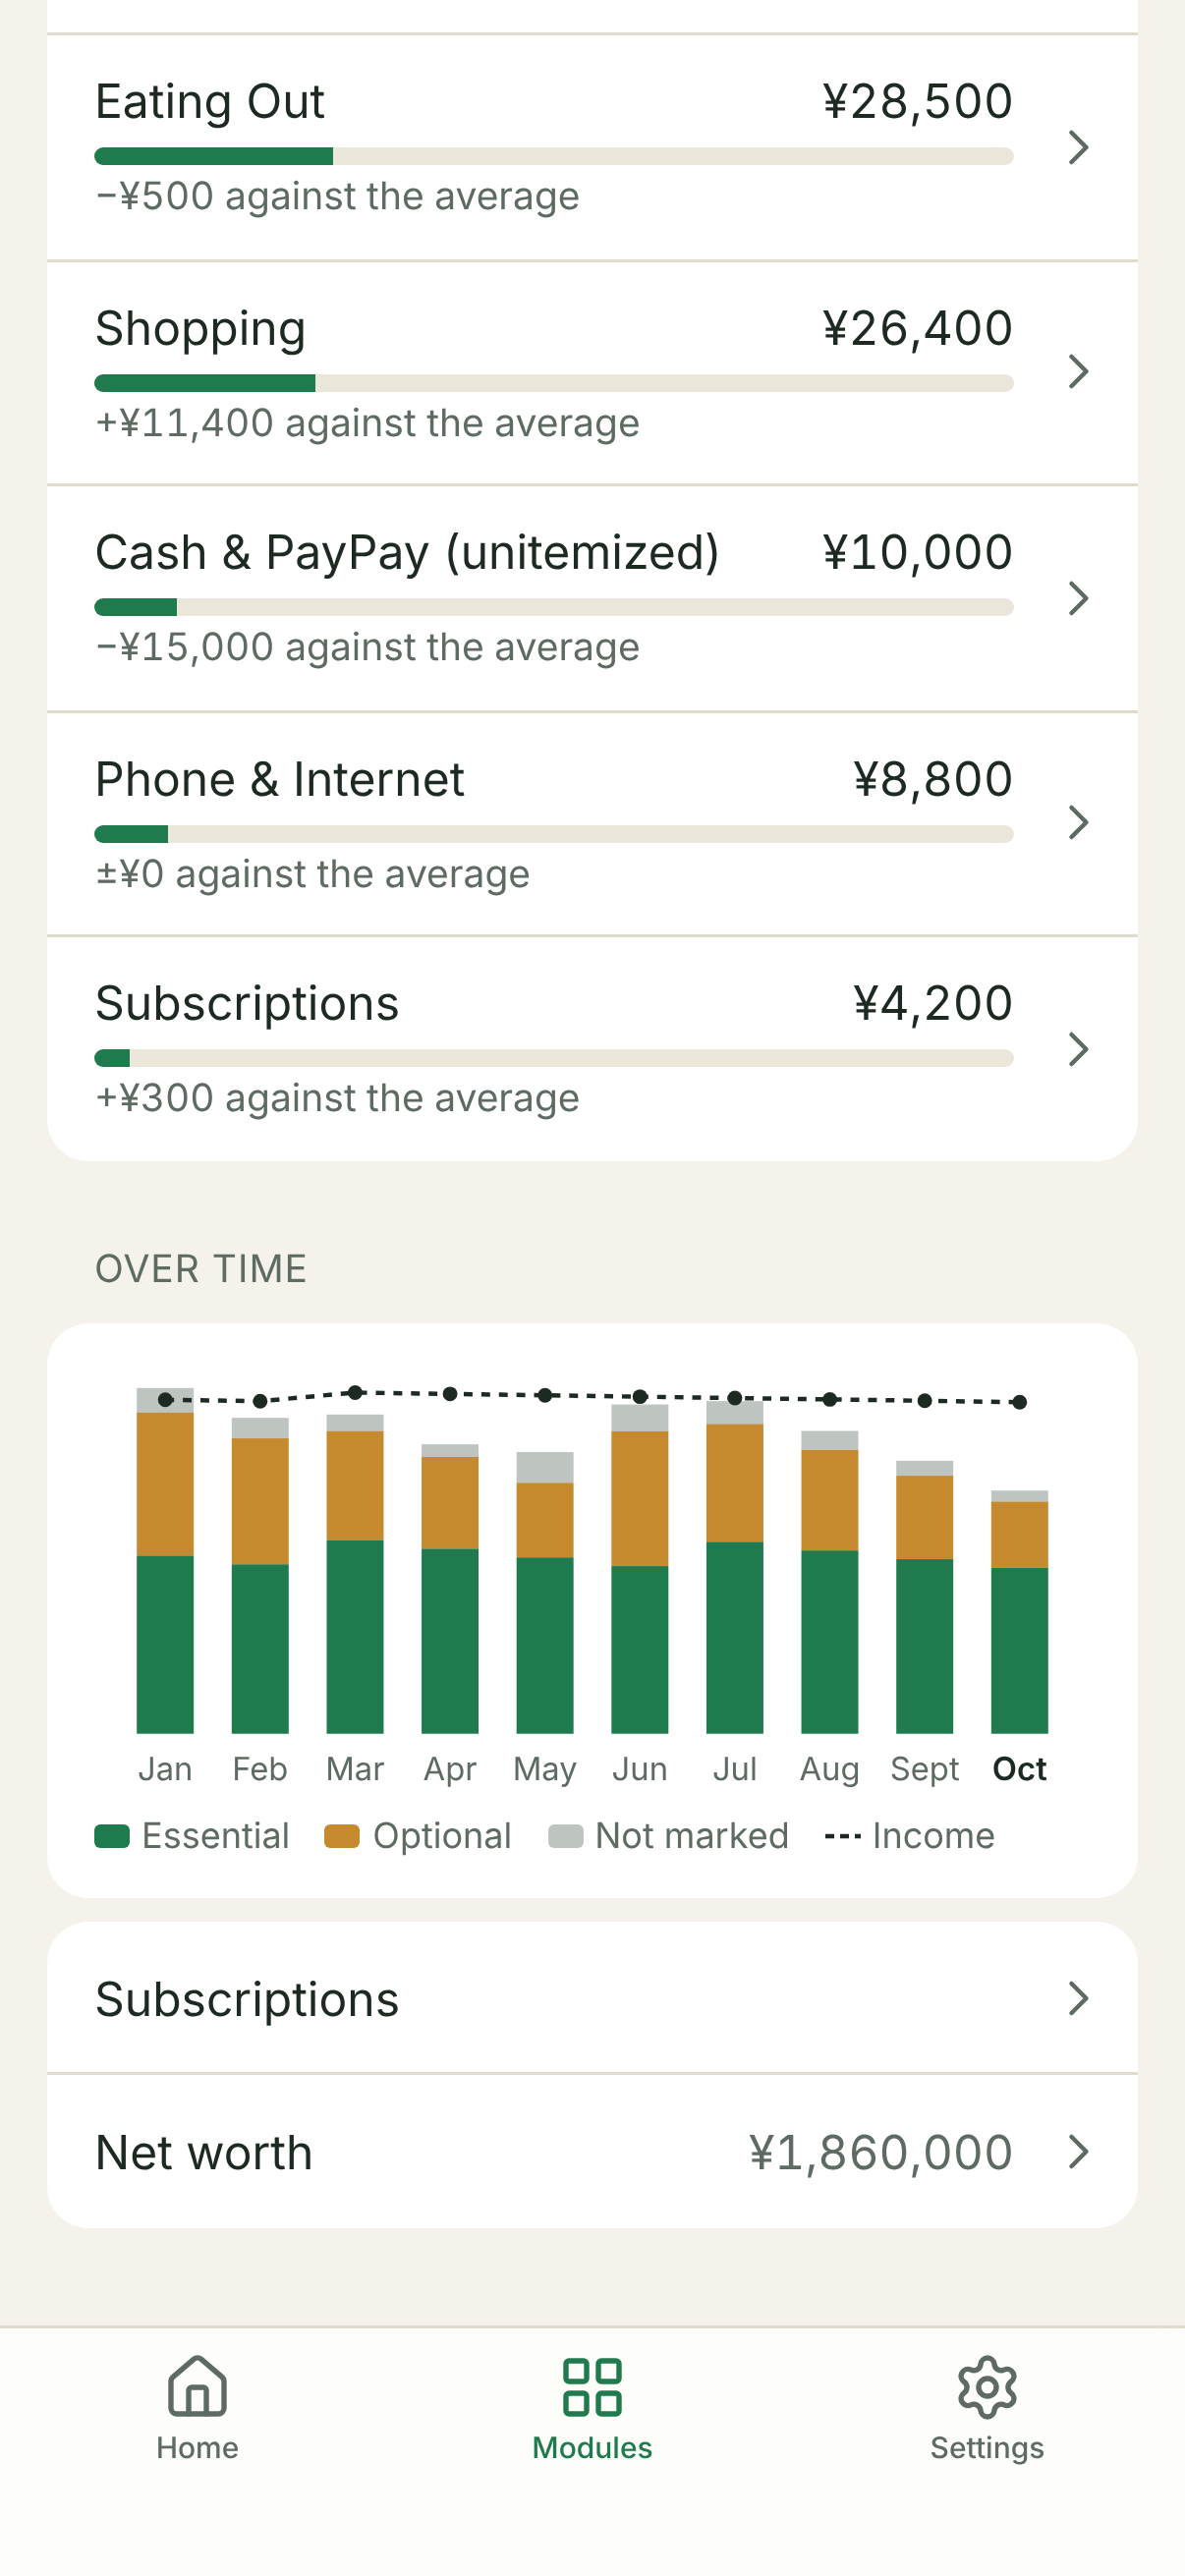 Eating Out ¥28,500
−¥500 against the average
Shopping ¥26,400
+¥11,400 against the average
Cash & PayPay (unitemized) ¥10,000
−¥15,000 against the average
Phone & Internet ¥8,800
±¥0 against the average
Subscriptions ¥4,200
+¥300 against the average
OVER TIME
Jan Feb Mar Apr May Jun Jul Aug Sept Oct
Essential Optional Not marked Income
Subscriptions
Net worth ¥1,860,000
Home Modules Settings